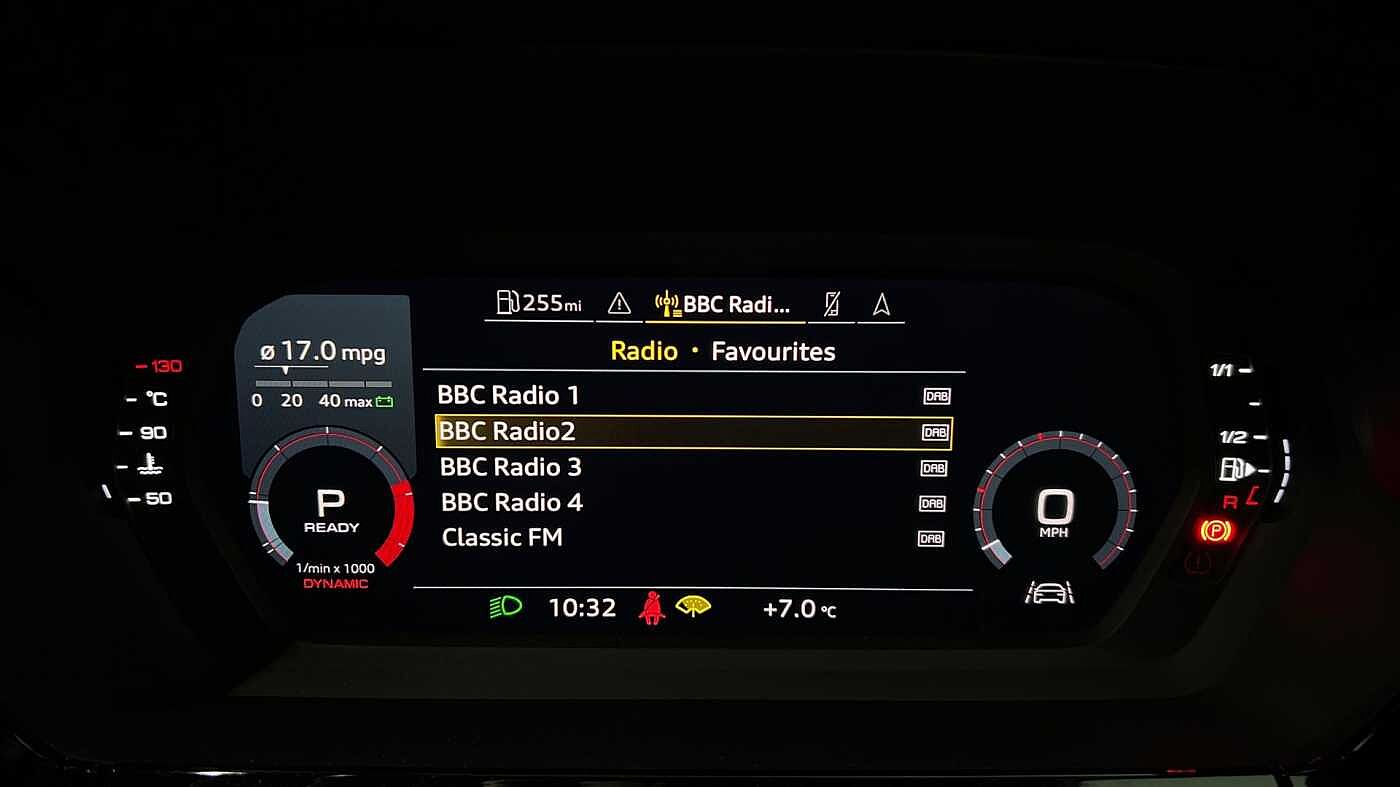 255 mi
BBC Radi...
Radio · Favourites
ø 17.0 mpg
0 20 40 max
BBC Radio 1 DAB
BBC Radio2 DAB
BBC Radio 3 DAB
BBC Radio 4 DAB
Classic FM DAB
130
°C
90
50
P
READY
1/min x 1000
DYNAMIC
0
MPH
1/1
1/2
R
P
10:32
+7.0 °C